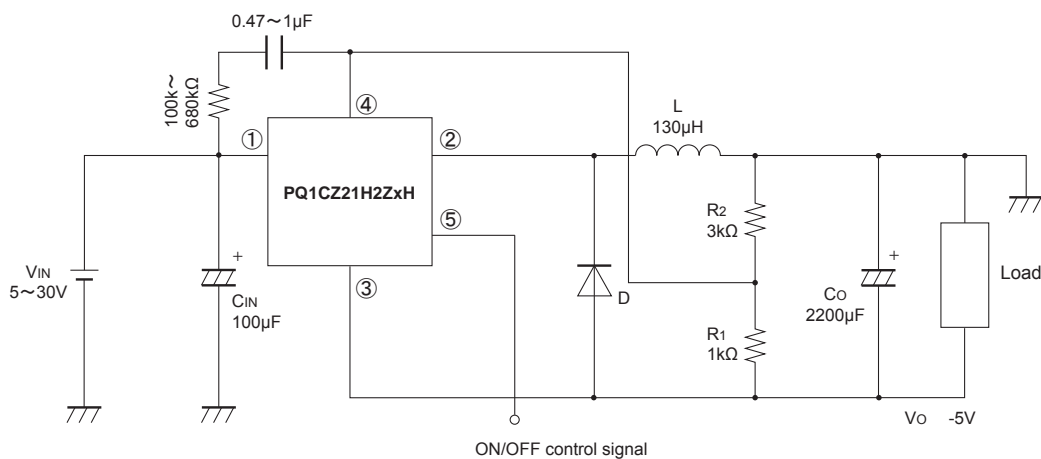 0.47～1µF
100k～
680kΩ
④
①
②
PQ1CZ21H2ZxH
⑤
③
L
130µH
R2
3kΩ
R1
1kΩ
VIN
5～30V
+
CIN
100µF
D
+
CO
2200µF
Load
VO -5V
ON/OFF control signal